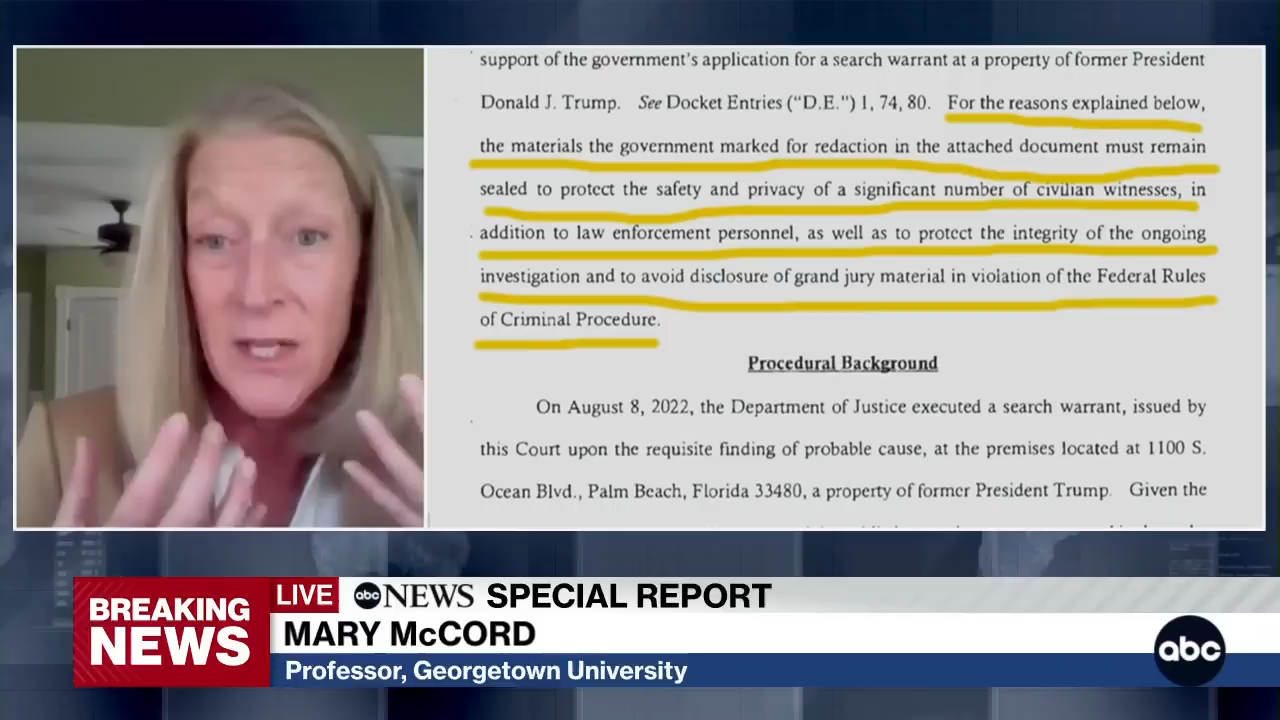 support of the government's application for a search warrant at a property of former President
Donald J. Trump. See Docket Entries ("D.E.") 1, 74, 80. For the reasons explained below,
the materials the government marked for redaction in the attached document must remain
sealed to protect the safety and privacy of a significant number of civilian witnesses, in
addition to law enforcement personnel, as well as to protect the integrity of the ongoing
investigation and to avoid disclosure of grand jury material in violation of the Federal Rules
of Criminal Procedure.
Procedural Background
On August 8, 2022, the Department of Justice executed a search warrant, issued by
this Court upon the requisite finding of probable cause, at the premises located at 1100 S.
Ocean Blvd., Palm Beach, Florida 33480, a property of former President Trump. Given the
BREAKING
NEWS
LIVE abc NEWS SPECIAL REPORT
MARY McCORD
Professor, Georgetown University
abc